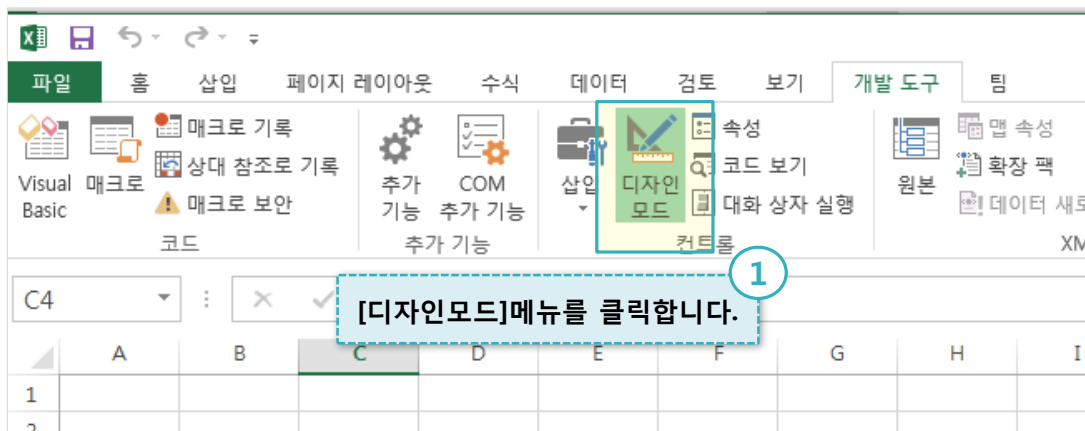 파일 홈 삽입 페이지 레이아웃 수식 데이터 검토 보기 개발 도구 팀
Visual Basic
매크로
매크로 기록
상대 참조로 기록
매크로 보안
코드
추가 기능
COM 추가 기능
추가 기능
삽입
디자인 모드
속성
코드 보기
대화 상자 실행
컨트롤
원본
맵 속성
확장 팩
데이터 새로
XM
C4
1
[디자인모드]메뉴를 클릭합니다.
A B C D E F G H I
1
2